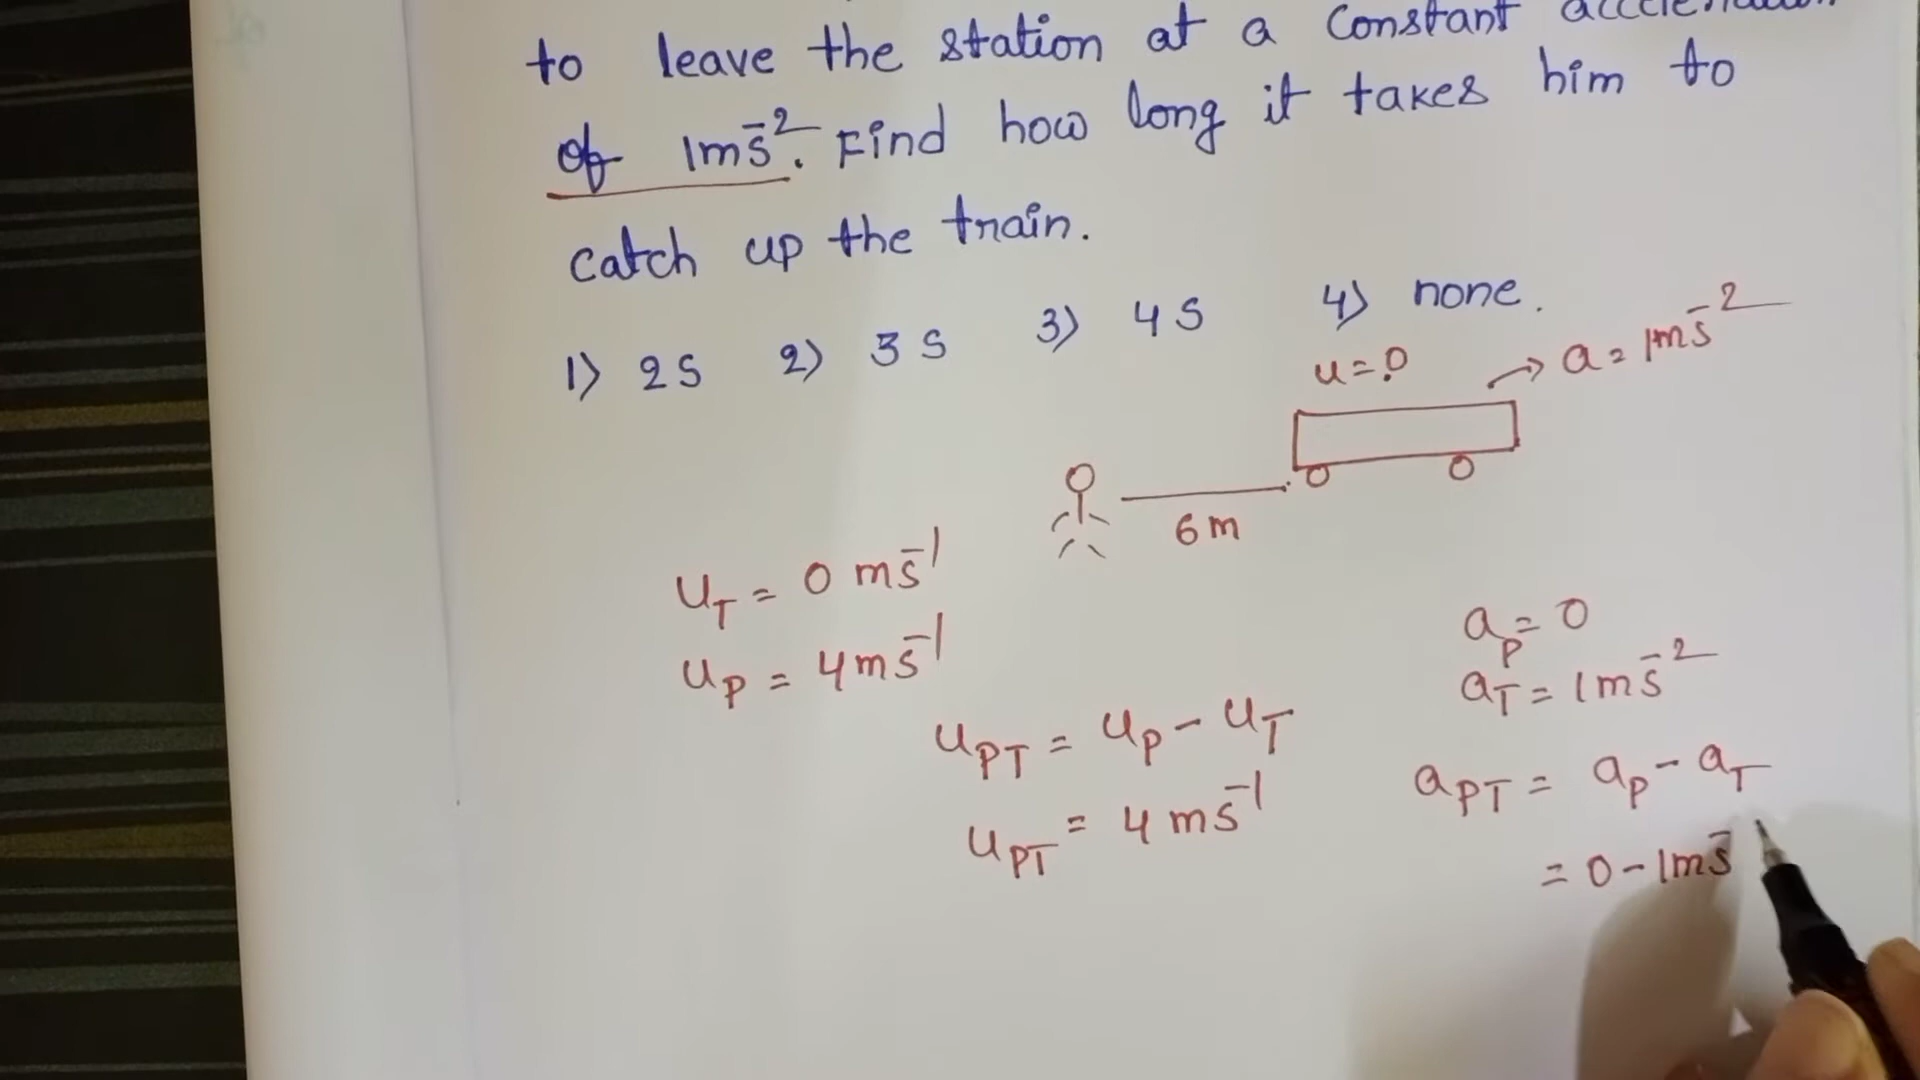 to leave the station at a constant acceleration
of 1ms⁻². Find how long it takes him to
catch up the train.
1) 2S 2) 3S 3) 4S 4) none.
u=0 → a=1ms⁻²
6m
u_T = 0 ms⁻¹
u_P = 4ms⁻¹
a_P = 0
a_T = 1ms⁻²
u_PT = u_P - u_T
u_PT = 4ms⁻¹
a_PT = a_P - a_T
= 0 - 1ms⁻